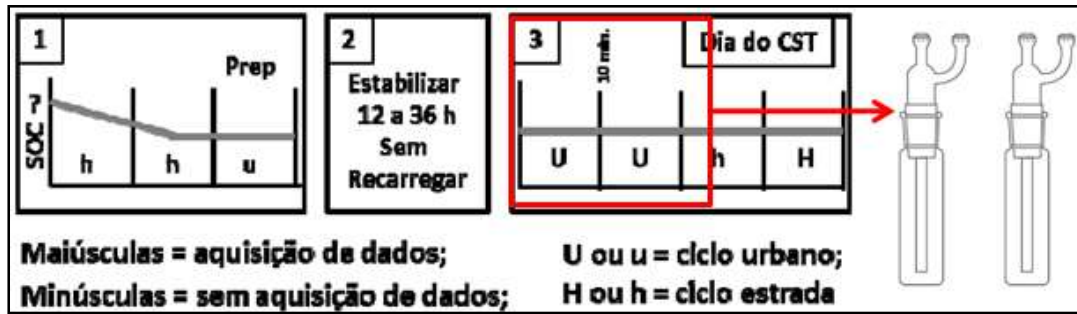 1
Prep
SOC ?
h h u
2
Estabilizar
12 a 36 h
Sem
Recarregar
3
10 min.
Dia do CST
U U h H
Maiúsculas = aquisição de dados;
Minúsculas = sem aquisição de dados;
U ou u = ciclo urbano;
H ou h = ciclo estrada